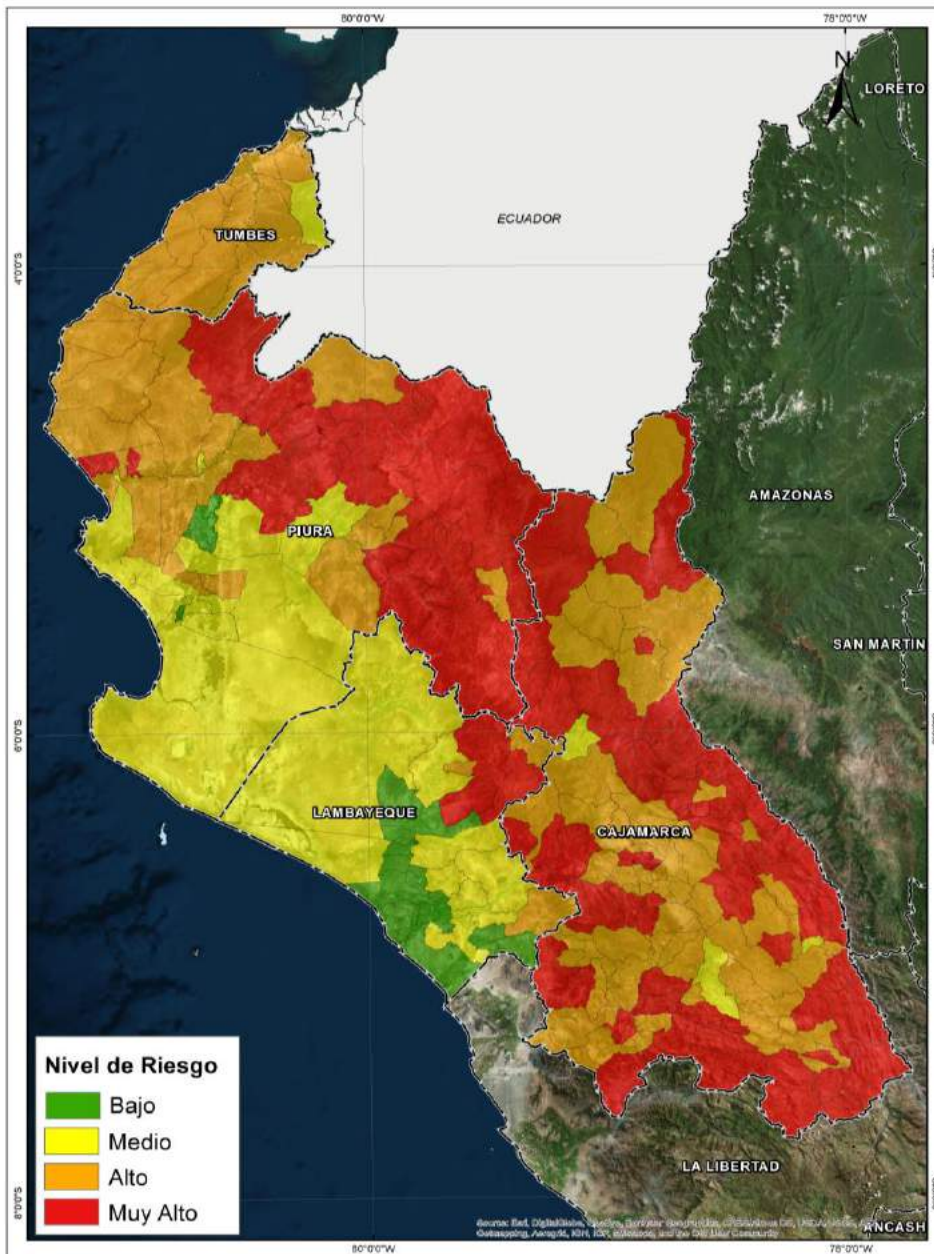 80°0'0"W 78°0'0"W
N
LORETO
ECUADOR
TUMBES
4°0'0"S
AMAZONAS
PIURA
SAN MARTIN
6°0'0"S
LAMBAYEQUE
CAJAMARCA
Nivel de Riesgo
Bajo
Medio
Alto
Muy Alto
LA LIBERTAD
8°0'0"S
ANCASH
80°0'0"W 78°0'0"W